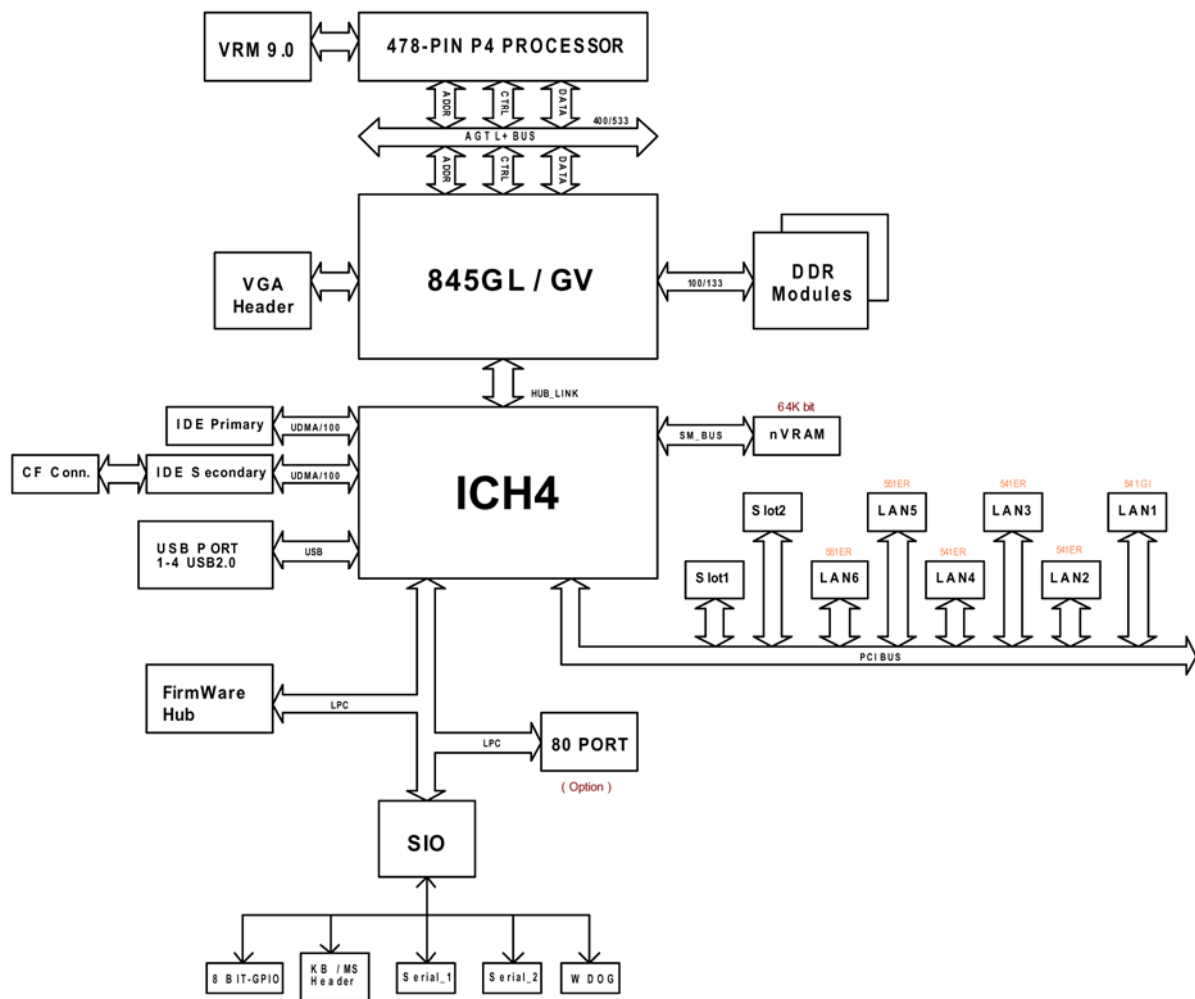 VRM 9.0
478-PIN P4 PROCESSOR
ADDR
CTRL
DATA
400/533
AGTL+ BUS
ADDR
CTRL
DATA
VGA
Header
845GL / GV
100/133
DDR
Modules
HUB_LINK
IDE Primary
UDMA/100
CF Conn.
IDE Secondary
UDMA/100
USB PORT
1-4 USB2.0
USB
ICH4
SM_BUS
64K bit
nVRAM
Slot1
Slot2
551ER
LAN6
551ER
LAN5
541ER
LAN4
541ER
LAN3
541ER
LAN2
541GI
LAN1
PCI BUS
FirmWare
Hub
LPC
LPC
80 PORT
( Option )
SIO
8 BIT-GPIO
KB / MS
Header
Serial_1
Serial_2
WDOG